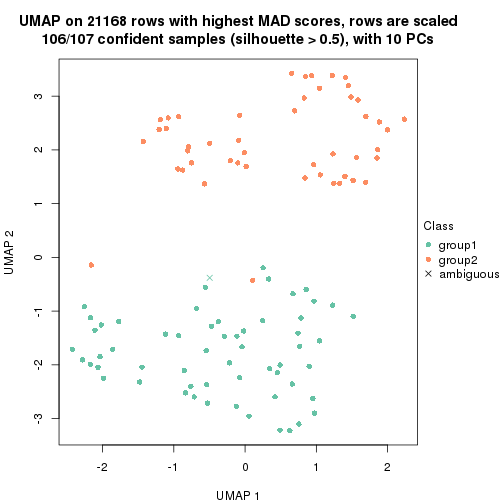 UMAP on 21168 rows with highest MAD scores, rows are scaled
106/107 confident samples (silhouette > 0.5), with 10 PCs
UMAP 2
3
2
1
0
-1
-2
-3
-2
-1
0
1
2
UMAP 1
Class
group1
group2
ambiguous